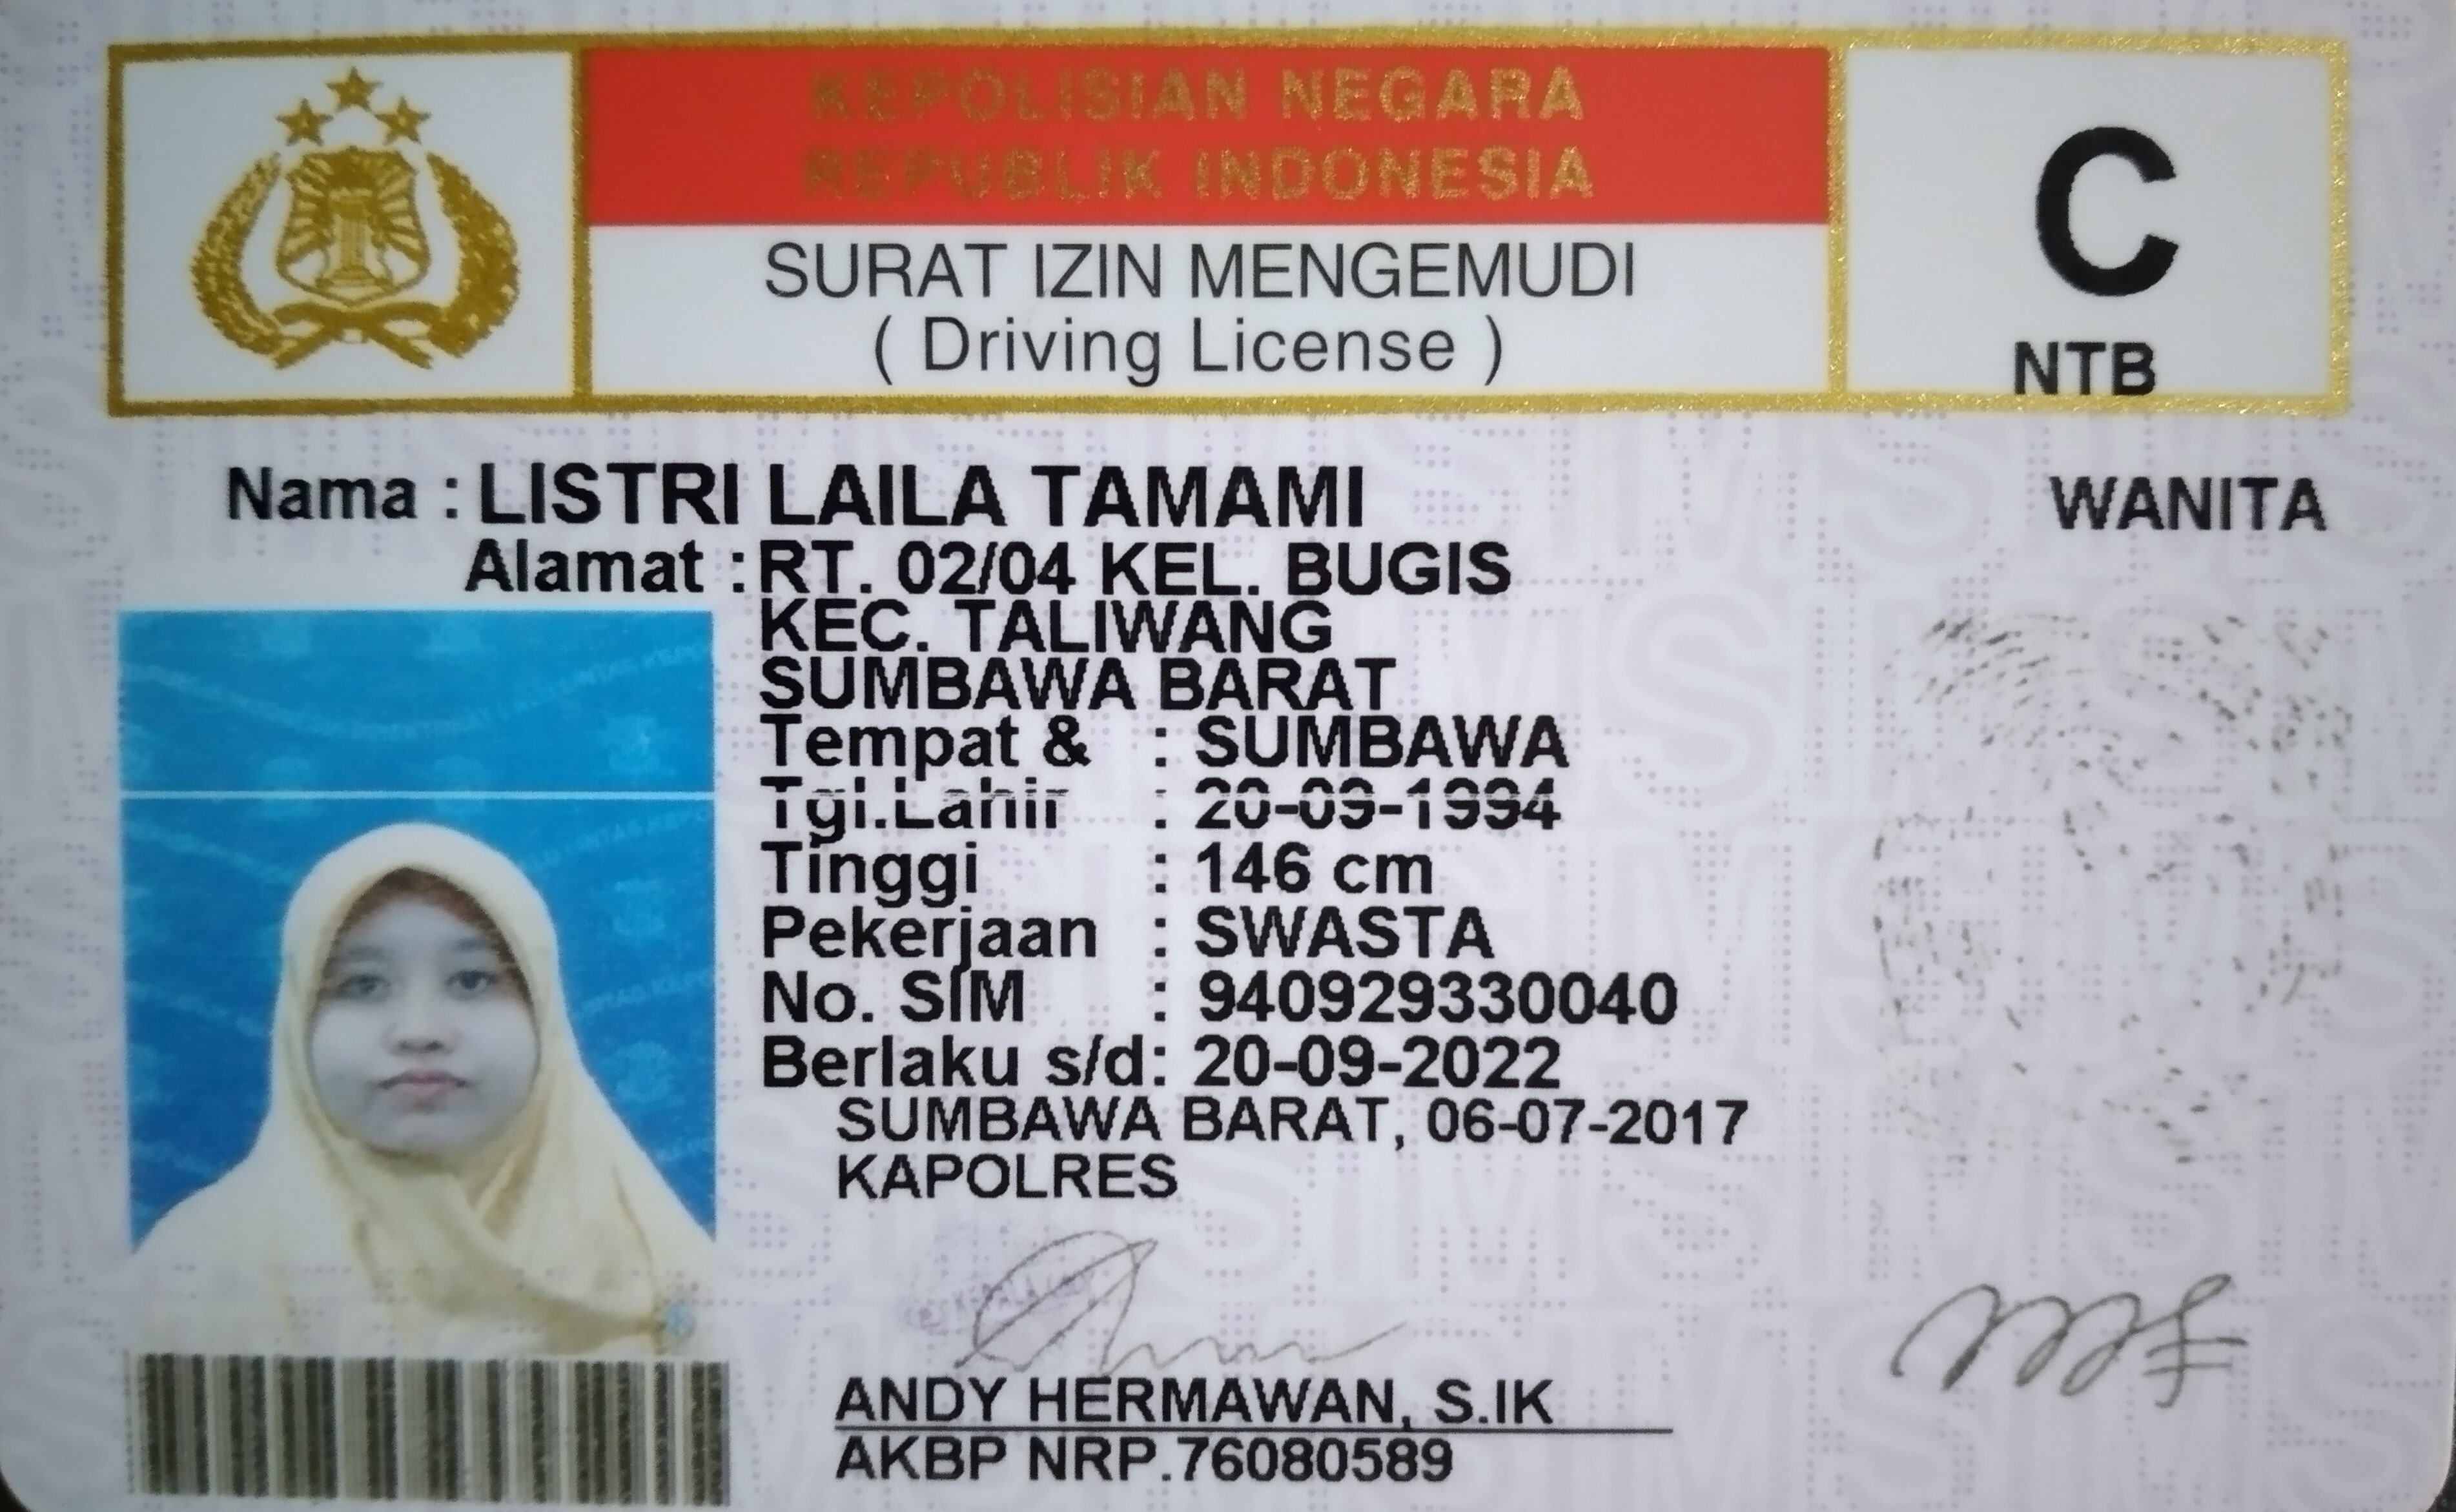 KEPOLISIAN NEGARA
REPUBLIK INDONESIA
SURAT IZIN MENGEMUDI
( Driving License )
C
NTB
Nama : LISTRI LAILA TAMAMI
WANITA
Alamat : RT. 02/04 KEL. BUGIS
KEC. TALIWANG
SUMBAWA BARAT
Tempat & : SUMBAWA
Tgl.Lahir : 20-09-1994
Tinggi : 146 cm
Pekerjaan : SWASTA
No. SIM : 940929330040
Berlaku s/d: 20-09-2022
SUMBAWA BARAT, 06-07-2017
KAPOLRES
ANDY HERMAWAN, S.IK
AKBP NRP.76080589